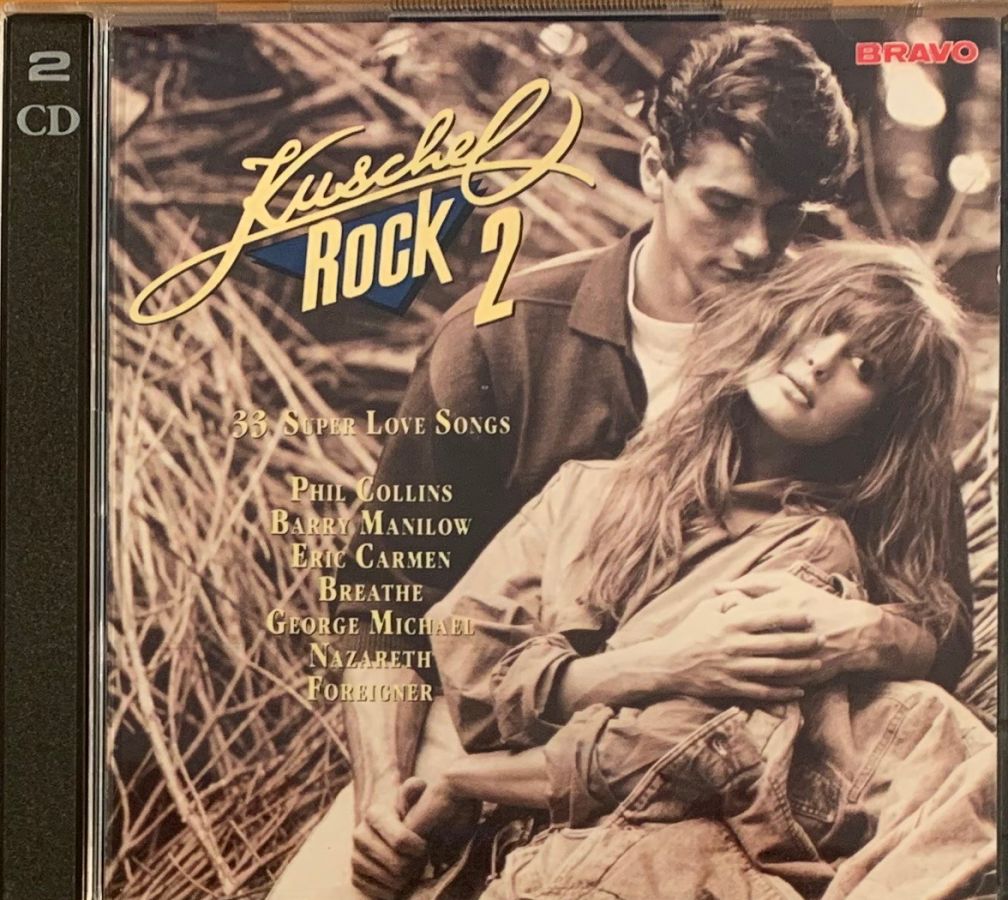 2
CD
BRAVO
Kuschel
ROCK 2
33 SUPER LOVE SONGS
PHIL COLLINS
BARRY MANILOW
ERIC CARMEN
BREATHE
GEORGE MICHAEL
NAZARETH
FOREIGNER